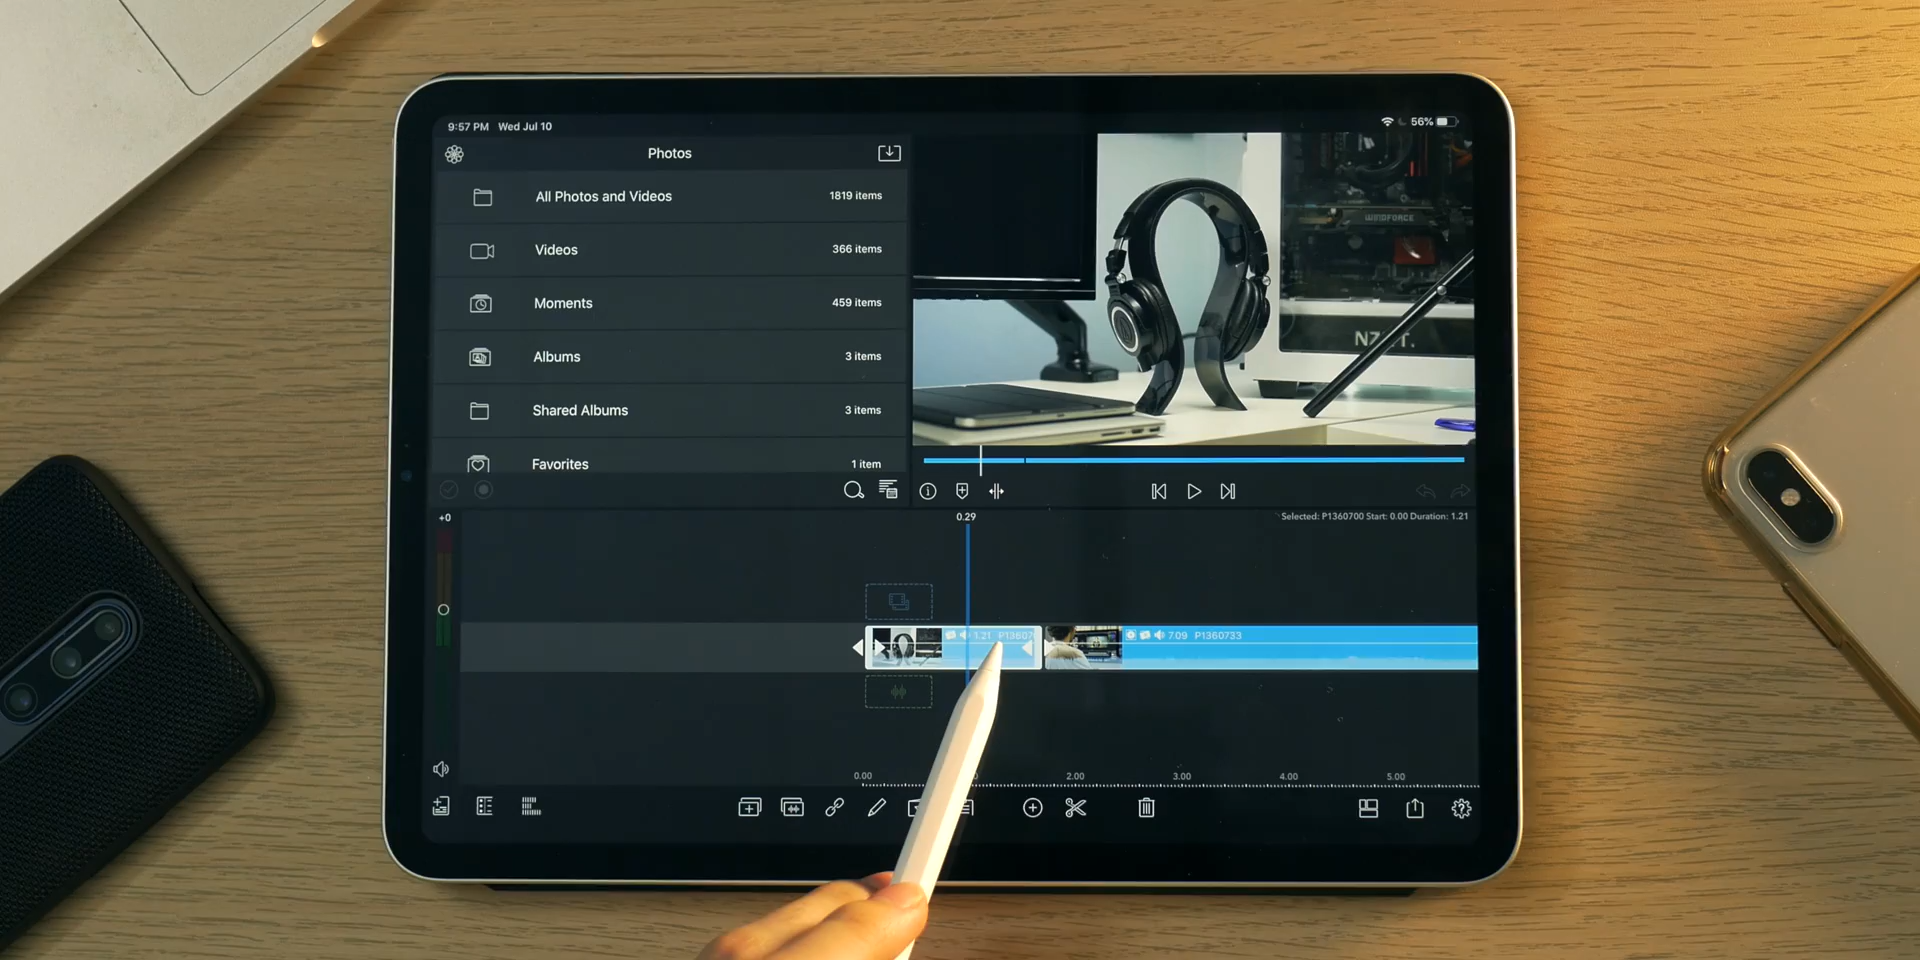 9:57 PM Wed Jul 10
56%
Photos
All Photos and Videos 1819 items
Videos 366 items
Moments 459 items
Albums 3 items
Shared Albums 3 items
Favorites 1 item
WINDFORCE
NZXT.
+0
0.29
Selected: P1360700 Start: 0.00 Duration: 1.21
1.21 P13607
7.09 P1360733
0.00 2.00 3.00 4.00 5.00